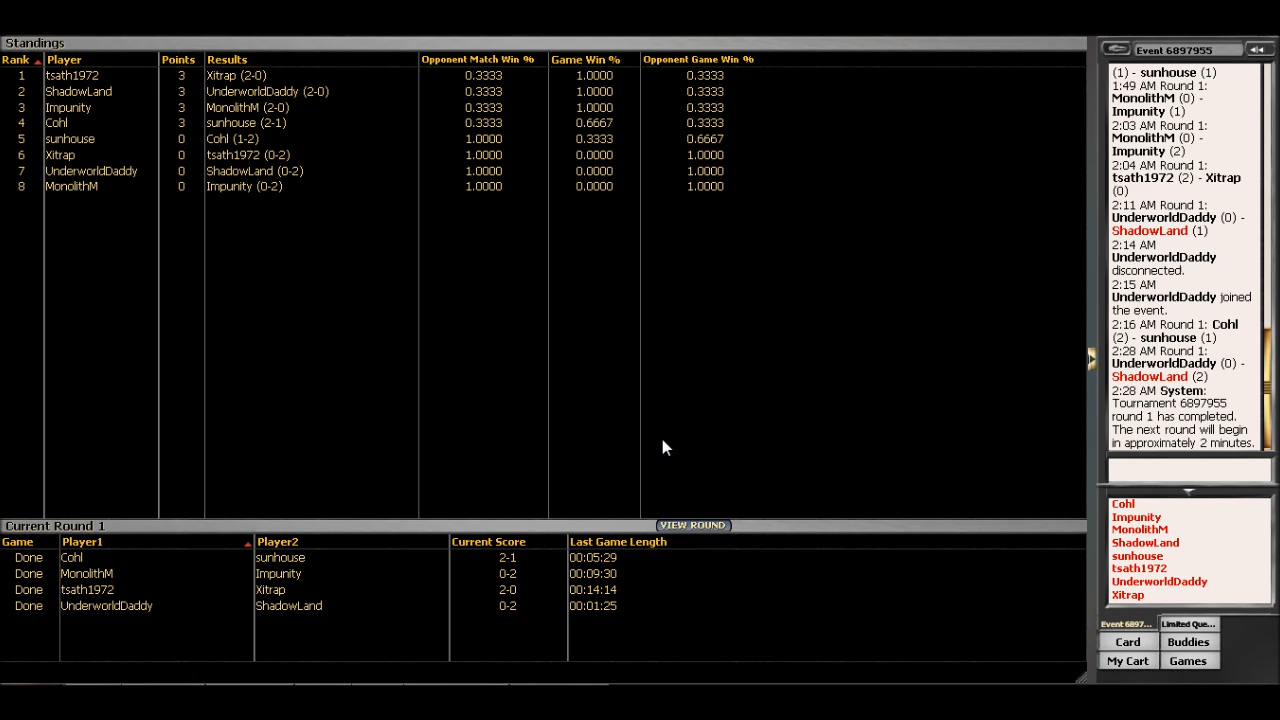 Standings
Rank Player Points Results Opponent Match Win % Game Win % Opponent Game Win %
1 tsath1972 3 Xitrap (2-0) 0.3333 1.0000 0.3333
2 ShadowLand 3 UnderworldDaddy (2-0) 0.3333 1.0000 0.3333
3 Impunity 3 MonolithM (2-0) 0.3333 1.0000 0.3333
4 Cohl 3 sunhouse (2-1) 0.3333 0.6667 0.3333
5 sunhouse 0 Cohl (1-2) 1.0000 0.3333 0.6667
6 Xitrap 0 tsath1972 (0-2) 1.0000 0.0000 1.0000
7 UnderworldDaddy 0 ShadowLand (0-2) 1.0000 0.0000 1.0000
8 MonolithM 0 Impunity (0-2) 1.0000 0.0000 1.0000
Current Round 1
VIEW ROUND
Game Player1 Player2 Current Score Last Game Length
Done Cohl sunhouse 2-1 00:05:29
Done MonolithM Impunity 0-2 00:09:30
Done tsath1972 Xitrap 2-0 00:14:14
Done UnderworldDaddy ShadowLand 0-2 00:01:25
Event 6897955
(1) - sunhouse (1)
1:49 AM Round 1:
MonolithM (0) -
Impunity (1)
2:03 AM Round 1:
MonolithM (0) -
Impunity (2)
2:04 AM Round 1:
tsath1972 (2) - Xitrap
(0)
2:11 AM Round 1:
UnderworldDaddy (0) -
ShadowLand (1)
2:14 AM
UnderworldDaddy
disconnected.
2:15 AM
UnderworldDaddy joined
the event.
2:16 AM Round 1: Cohl
(2) - sunhouse (1)
2:28 AM Round 1:
UnderworldDaddy (0) -
ShadowLand (2)
2:28 AM System:
Tournament 6897955
round 1 has completed.
The next round will begin
in approximately 2 minutes.
Cohl
Impunity
MonolithM
ShadowLand
sunhouse
tsath1972
UnderworldDaddy
Xitrap
Event 6897... Limited Que...
Card Buddies
My Cart Games